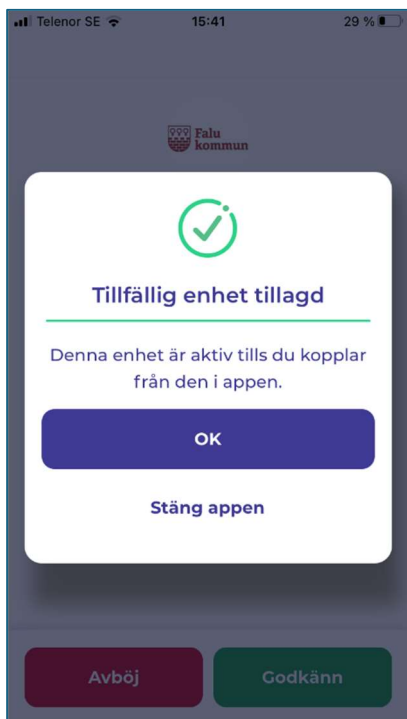 Telenor SE 15:41 29 %
Falu
kommun
Tillfällig enhet tillagd
Denna enhet är aktiv tills du kopplar
från den i appen.
OK
Stäng appen
Avböj Godkänn